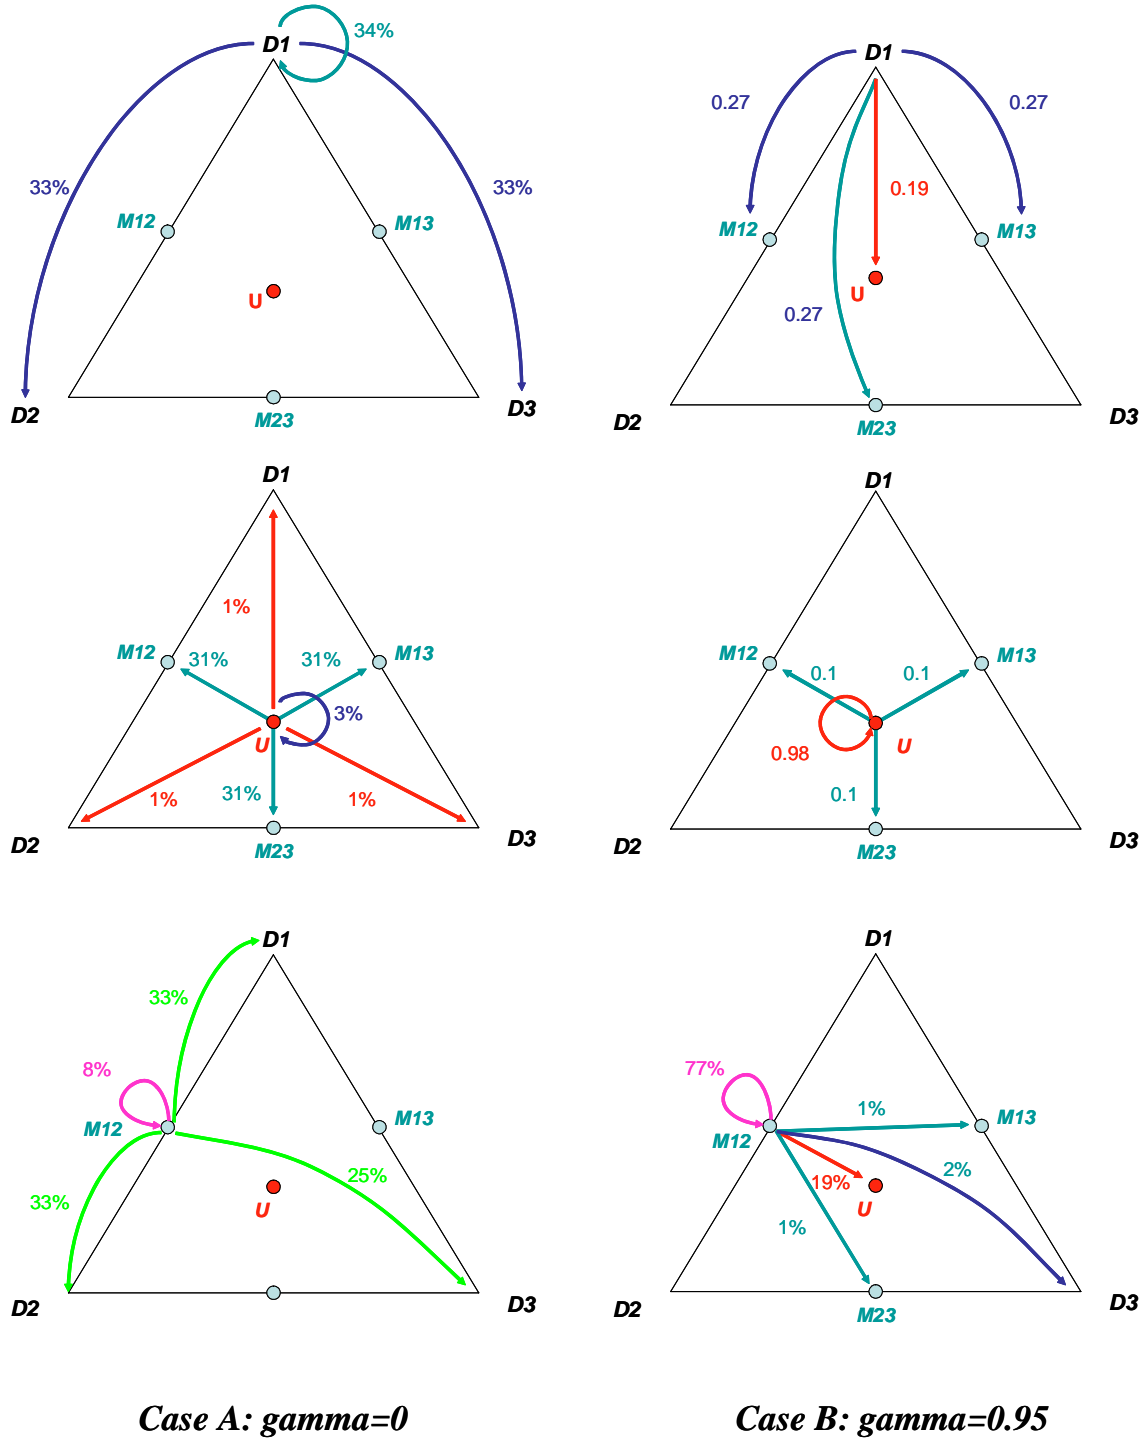 D1
34%
33%
33%
M12
M13
U
D2
M23
D3
D1
0.27
0.27
0.19
M12
M13
U
0.27
D2
M23
D3
D1
1%
M12
31%
31%
M13
3%
U
1%
31%
1%
D2
M23
D3
D1
M12
0.1
0.1
M13
0.98
U
0.1
D2
M23
D3
D1
33%
8%
M12
M13
33%
25%
U
D2
D3
D1
77%
M12
1%
M13
19%
2%
U
1%
D2
M23
D3
Case A: gamma=0
Case B: gamma=0.95